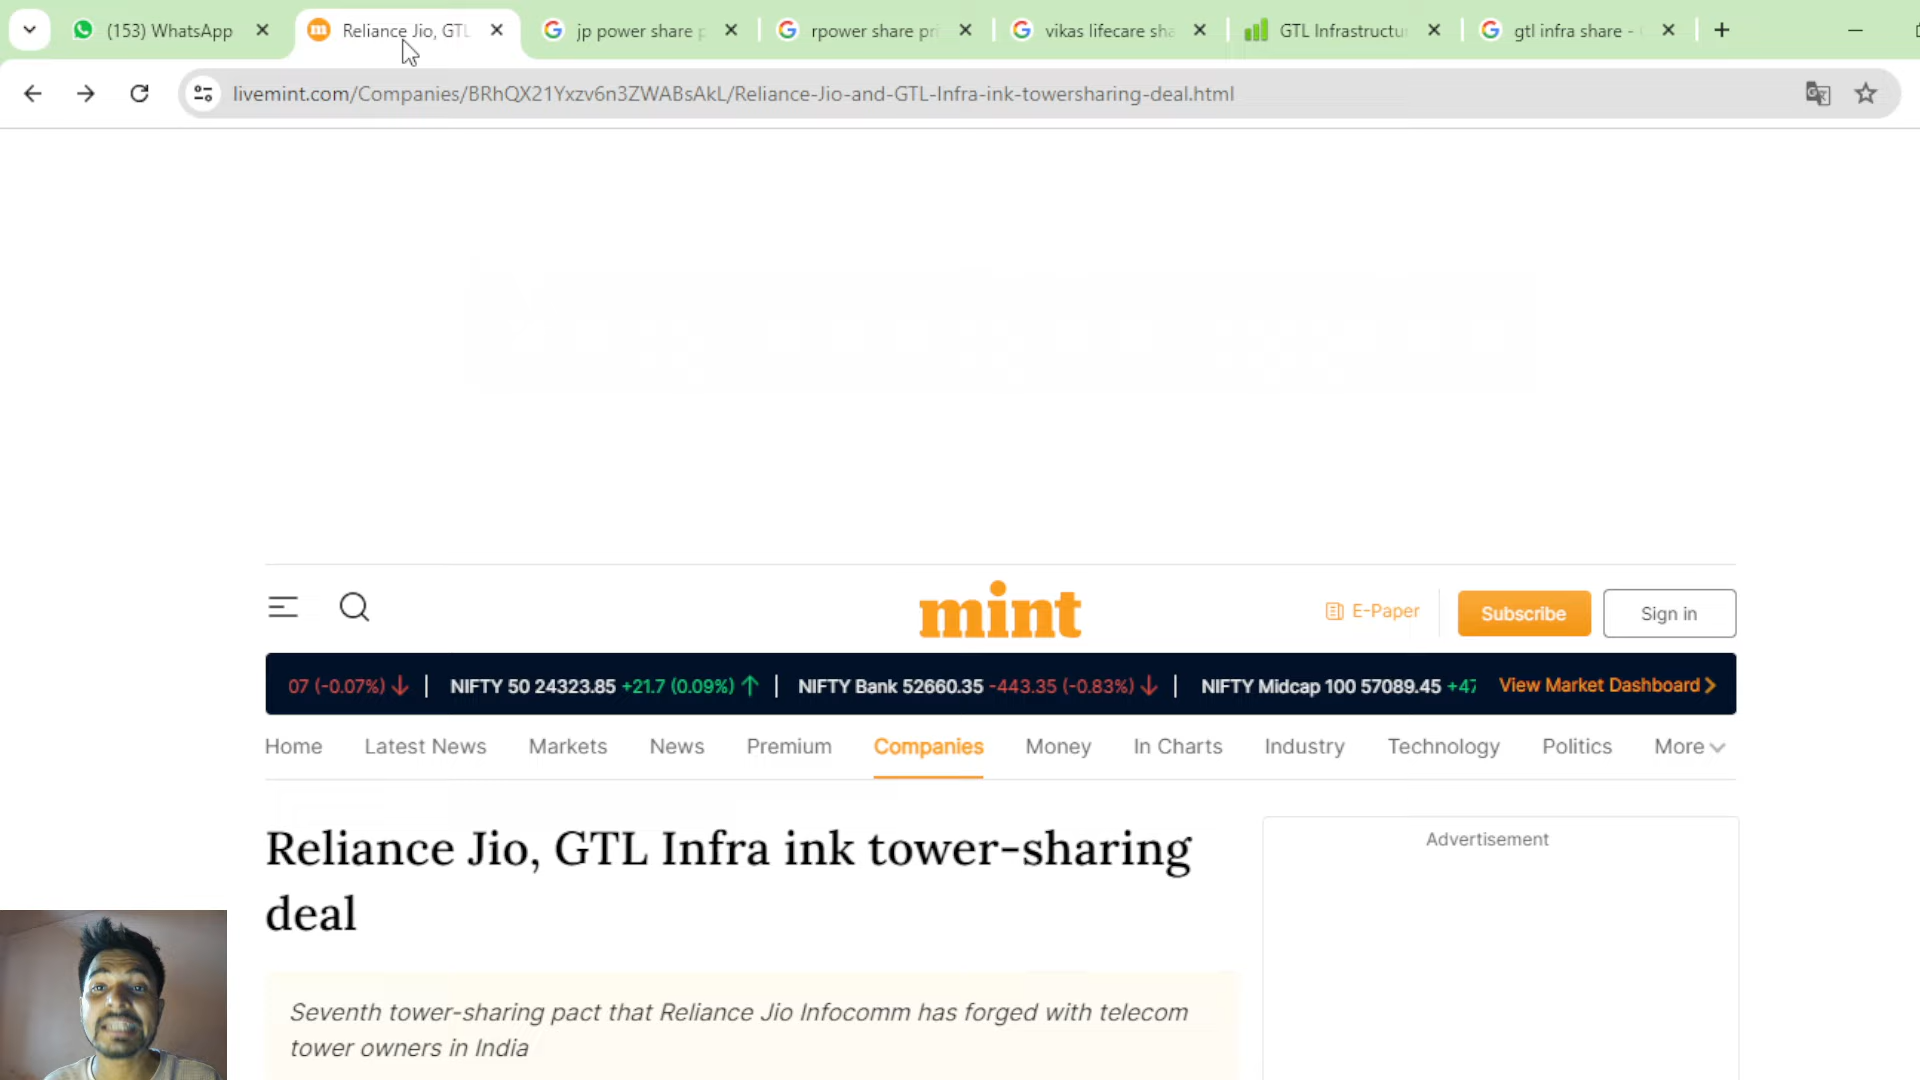 (153) WhatsApp
Reliance Jio, GTL
jp power share p
rpower share pri
vikas lifecare sha
GTL Infrastructur
gtl infra share -
livemint.com/Companies/BRhQX21Yxzv6n3ZWABsAkL/Reliance-Jio-and-GTL-Infra-ink-towersharing-deal.html
mint
E-Paper
Subscribe
Sign in
07 (-0.07%) | NIFTY 50 24323.85 +21.7 (0.09%) | NIFTY Bank 52660.35 -443.35 (-0.83%) | NIFTY Midcap 100 57089.45 +47 View Market Dashboard
Home Latest News Markets News Premium Companies Money In Charts Industry Technology Politics More
Reliance Jio, GTL Infra ink tower-sharing
deal
Advertisement
Seventh tower-sharing pact that Reliance Jio Infocomm has forged with telecom
tower owners in India